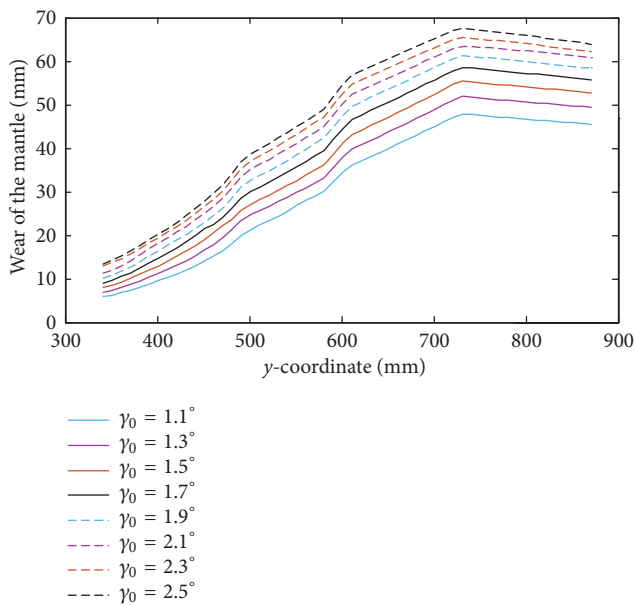 70
60
50
40
30
20
10
0
Wear of the mantle (mm)
300 400 500 600 700 800 900
y-coordinate (mm)
γ₀ = 1.1°
γ₀ = 1.3°
γ₀ = 1.5°
γ₀ = 1.7°
γ₀ = 1.9°
γ₀ = 2.1°
γ₀ = 2.3°
γ₀ = 2.5°